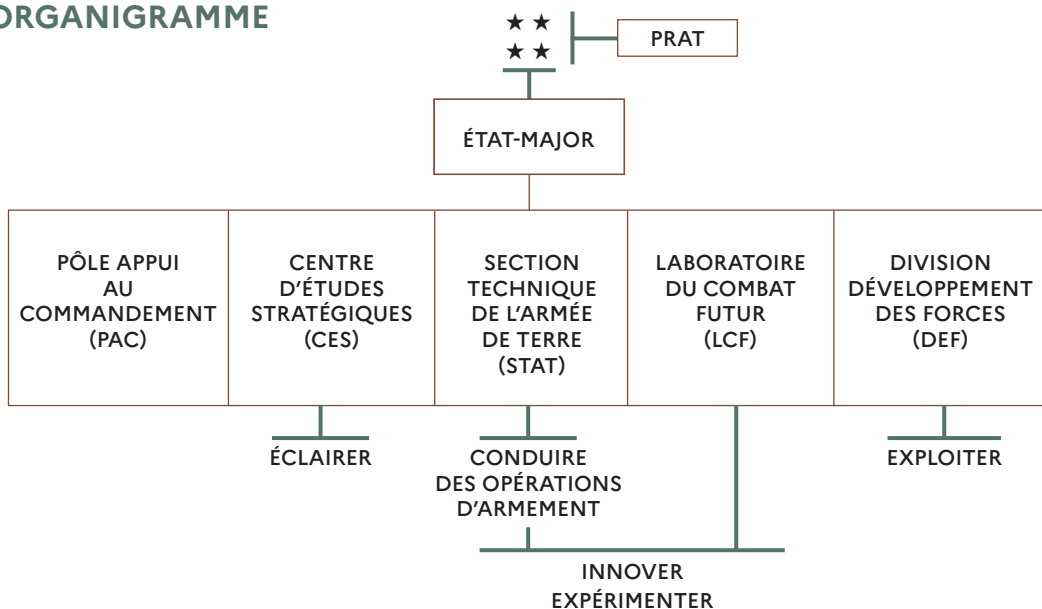 ORGANIGRAMME
PRAT
ÉTAT-MAJOR
PÔLE APPUI
AU
COMMANDEMENT
(PAC)
CENTRE
D'ÉTUDES
STRATÉGIQUES
(CES)
SECTION
TECHNIQUE
DE L'ARMÉE
DE TERRE
(STAT)
LABORATOIRE
DU COMBAT
FUTUR
(LCF)
DIVISION
DÉVELOPPEMENT
DES FORCES
(DEF)
ÉCLAIRER
CONDUIRE
DES OPÉRATIONS
D'ARMEMENT
EXPLOITER
INNOVER
EXPÉRIMENTER